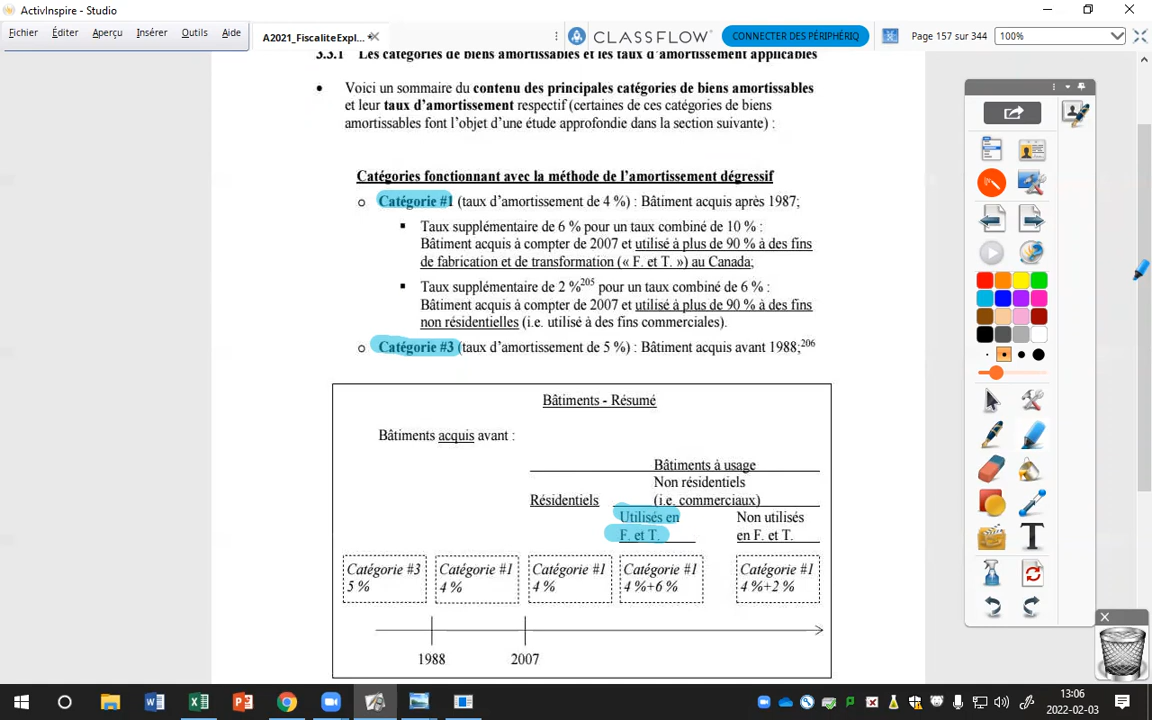 ActivInspire - Studio
Fichier Éditer Aperçu Insérer Outils Aide
A2021_FiscaliteExpl...
CLASSFLOW
CONNECTER DES PÉRIPHÉRIQ
Page 157 sur 344
100%
3.3.1 Les catégories de biens amortissables et les taux d'amortissement applicables
• Voici un sommaire du contenu des principales catégories de biens amortissables
et leur taux d'amortissement respectif (certaines de ces catégories de biens
amortissables font l'objet d'une étude approfondie dans la section suivante) :
Catégories fonctionnant avec la méthode de l'amortissement dégressif
o Catégorie #1 (taux d'amortissement de 4 %) : Bâtiment acquis après 1987;
▪ Taux supplémentaire de 6 % pour un taux combiné de 10 % :
Bâtiment acquis à compter de 2007 et utilisé à plus de 90 % à des fins
de fabrication et de transformation (« F. et T. ») au Canada;
▪ Taux supplémentaire de 2 %205 pour un taux combiné de 6 % :
Bâtiment acquis à compter de 2007 et utilisé à plus de 90 % à des fins
non résidentielles (i.e. utilisé à des fins commerciales).
o Catégorie #3 (taux d'amortissement de 5 %) : Bâtiment acquis avant 1988;206
Bâtiments - Résumé
Bâtiments acquis avant :
Bâtiments à usage
Non résidentiels
Résidentiels (i.e. commerciaux)
Utilisés en Non utilisés
F. et T. en F. et T.
Catégorie #3 Catégorie #1 Catégorie #1 Catégorie #1 Catégorie #1
5 % 4 % 4 % 4 %+6 % 4 %+2 %
1988 2007
13:06
2022-02-03